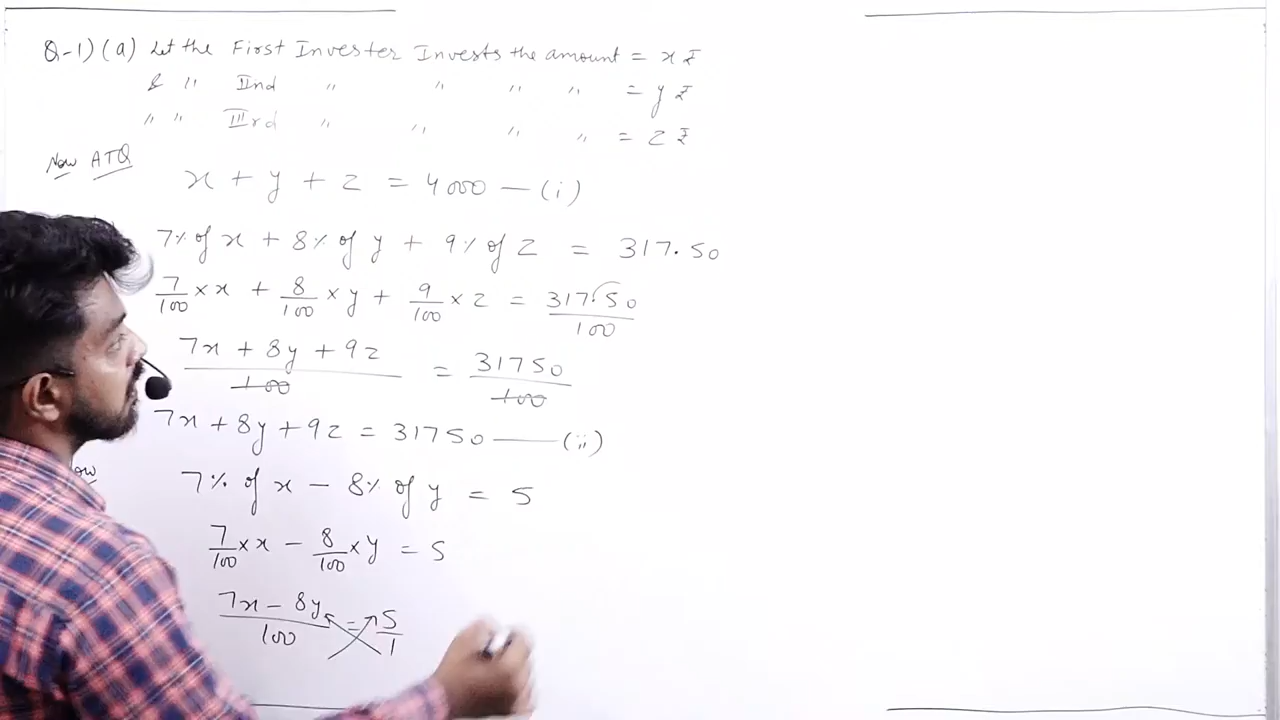 Q-1) (a) Let the First Invester Invests the amount = x ₹
& " IInd " " " " = y ₹
" " IIIrd " " " " = z ₹
Now ATQ
x + y + z = 4000 — (i)
7% of x + 8% of y + 9% of z = 317.50
7/100 × x + 8/100 × y + 9/100 × z = 317.50/100
7x + 8y + 9z / 100 = 31750/100
7x + 8y + 9z = 31750 —— (ii)
7% of x – 8% of y = 5
7/100 × x – 8/100 × y = 5
7x – 8y / 100 = 5/1